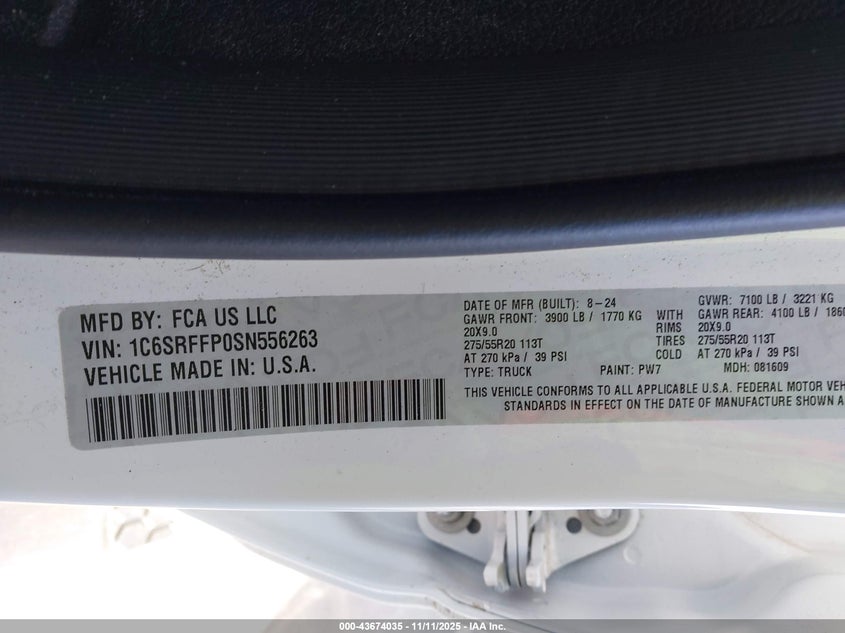 MFD BY: FCA US LLC
VIN: 1C6SRFFP0SN556263
VEHICLE MADE IN: U.S.A.
DATE OF MFR (BUILT): 8-24
GAWR FRONT: 3900 LB / 1770 KG WITH
20X9.0 RIMS
275/55R20 113T TIRES
AT 270 kPa / 39 PSI COLD
TYPE: TRUCK PAINT: PW7 MDH: 081609
GVWR: 7100 LB / 3221 KG
GAWR REAR: 4100 LB / 1860
20X9.0
275/55R20 113T
AT 270 kPa / 39 PSI
THIS VEHICLE CONFORMS TO ALL APPLICABLE U.S.A. FEDERAL MOTOR
STANDARDS IN EFFECT ON THE DATE OF MANUFACTURE SHOWN
000-43674035 - 11/11/2025 - IAA Inc.